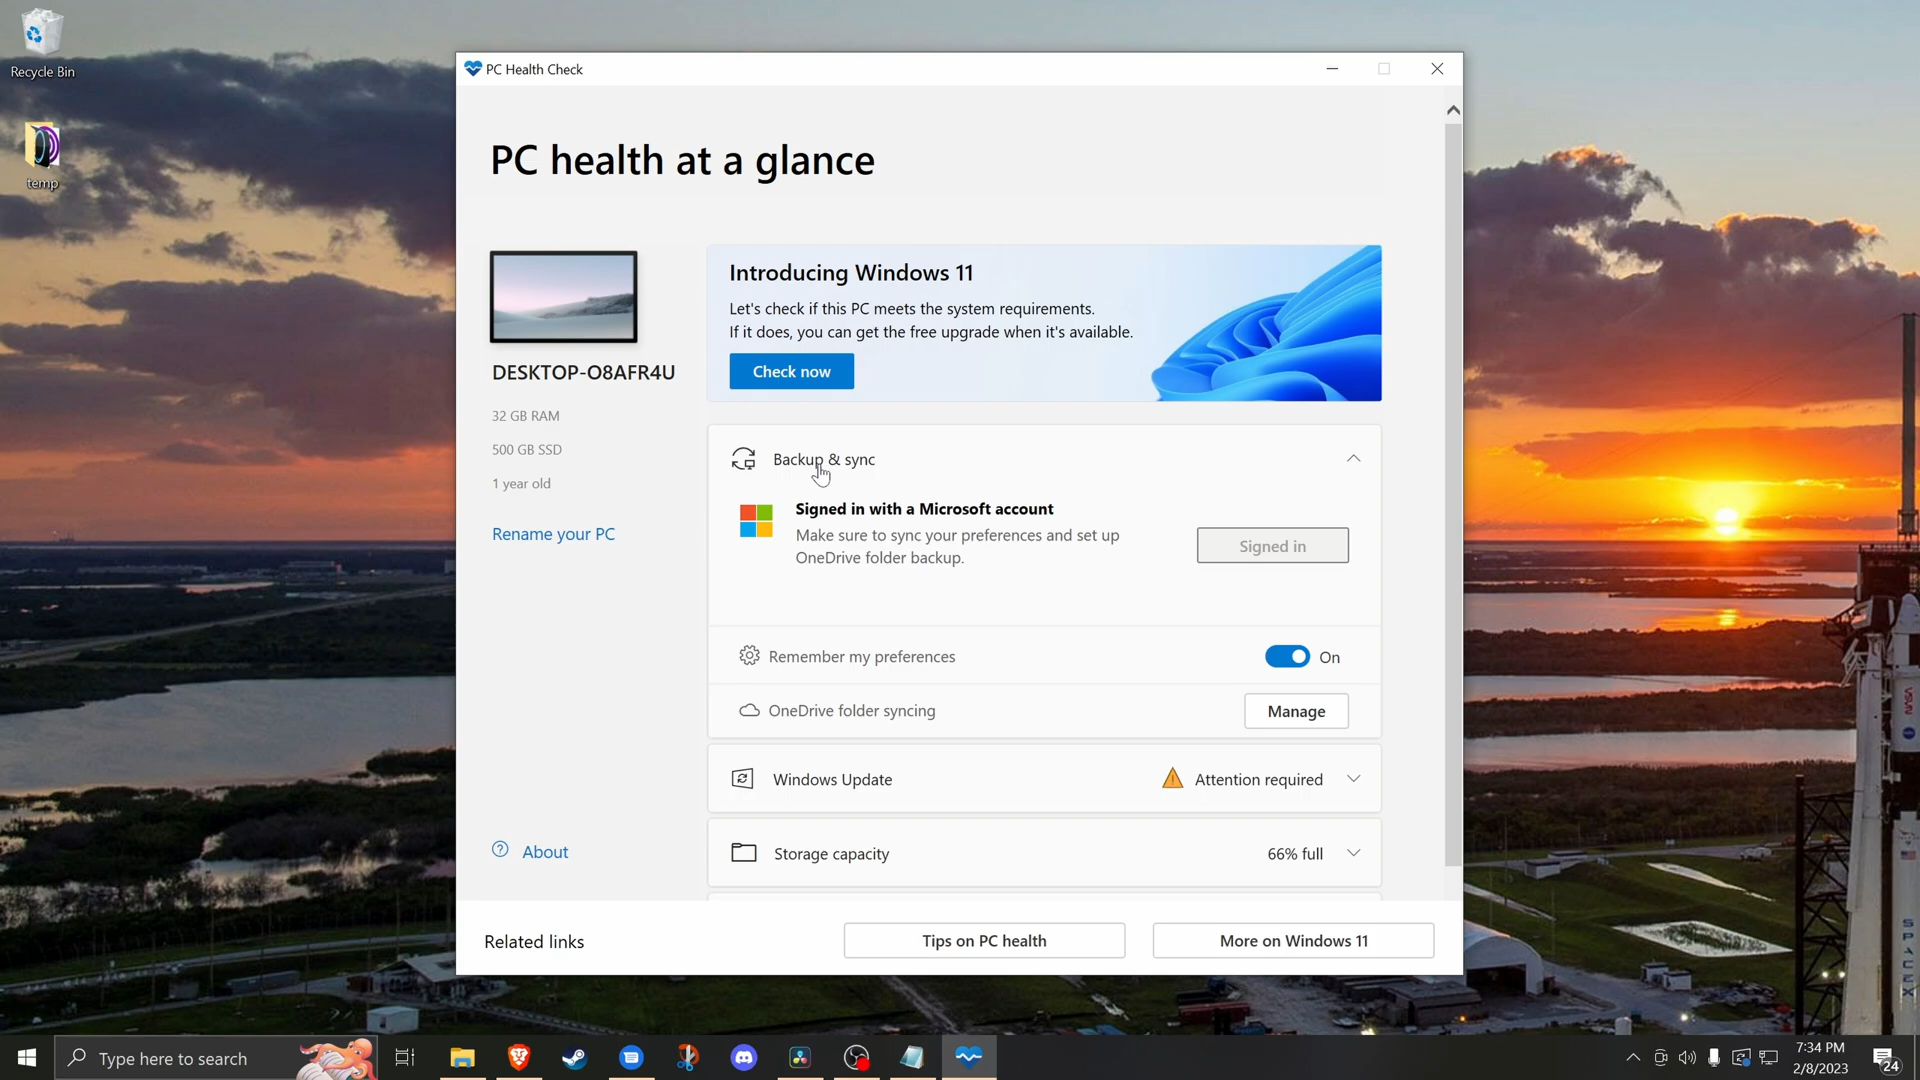 Recycle Bin
temp
PC Health Check
PC health at a glance
DESKTOP-O8AFR4U
32 GB RAM
500 GB SSD
1 year old
Rename your PC
About
Introducing Windows 11
Let's check if this PC meets the system requirements.
If it does, you can get the free upgrade when it's available.
Check now
Backup & sync
Signed in with a Microsoft account
Make sure to sync your preferences and set up
OneDrive folder backup.
Signed in
Remember my preferences
On
OneDrive folder syncing
Manage
Windows Update
Attention required
Storage capacity
66% full
Related links
Tips on PC health
More on Windows 11
SPACEX
Type here to search
7:34 PM
2/8/2023
24